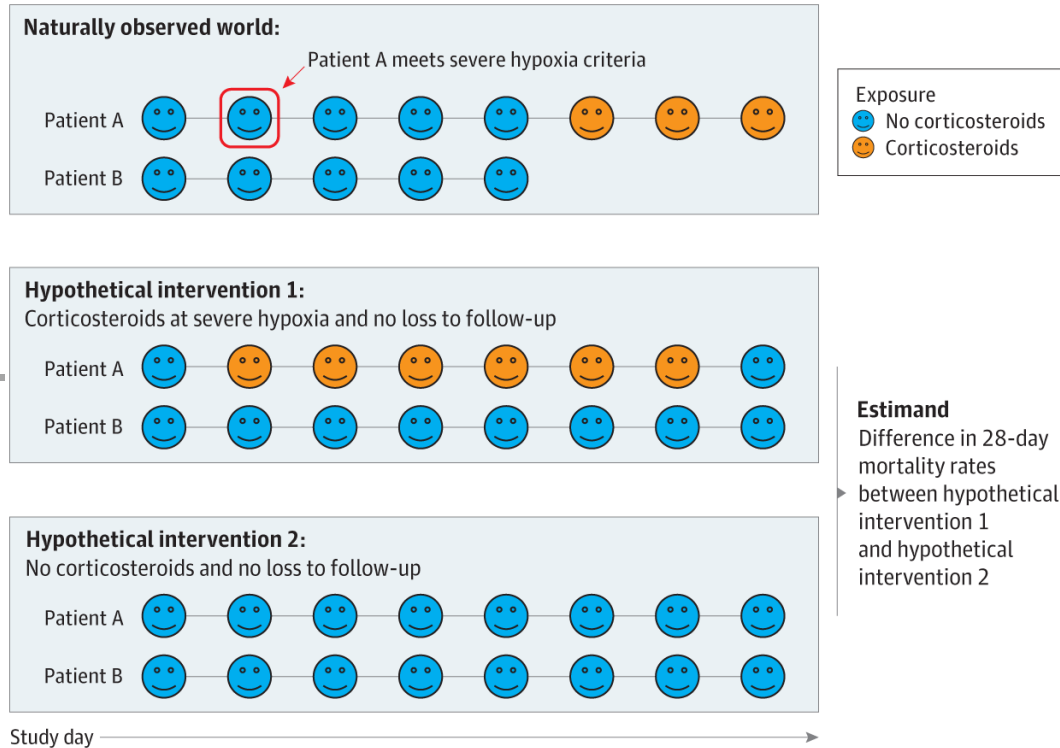 Naturally observed world:
Patient A meets severe hypoxia criteria
Patient A
Patient B
Exposure
No corticosteroids
Corticosteroids
Hypothetical intervention 1:
Corticosteroids at severe hypoxia and no loss to follow-up
Patient A
Patient B
Hypothetical intervention 2:
No corticosteroids and no loss to follow-up
Patient A
Patient B
Estimand
Difference in 28-day
mortality rates
between hypothetical
intervention 1
and hypothetical
intervention 2
Study day